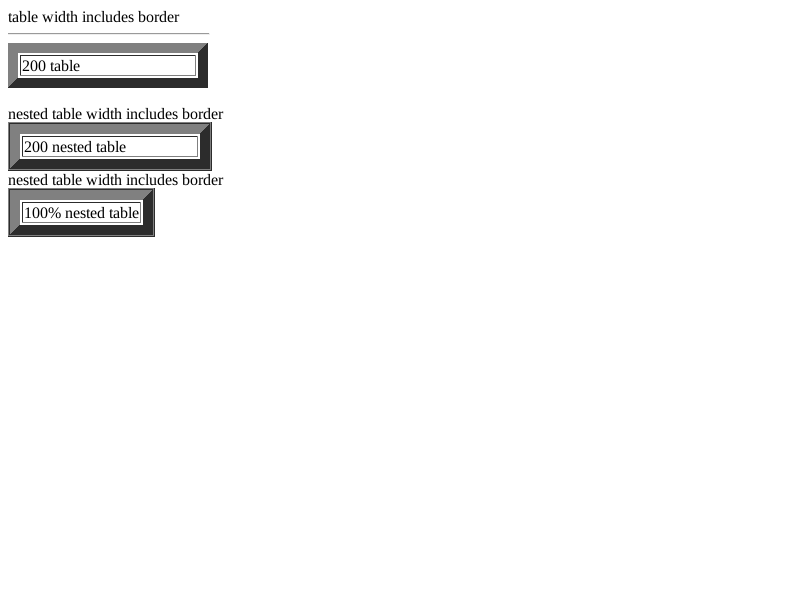 table width includes border
200 table
nested table width includes border
200 nested table
nested table width includes border
100% nested table